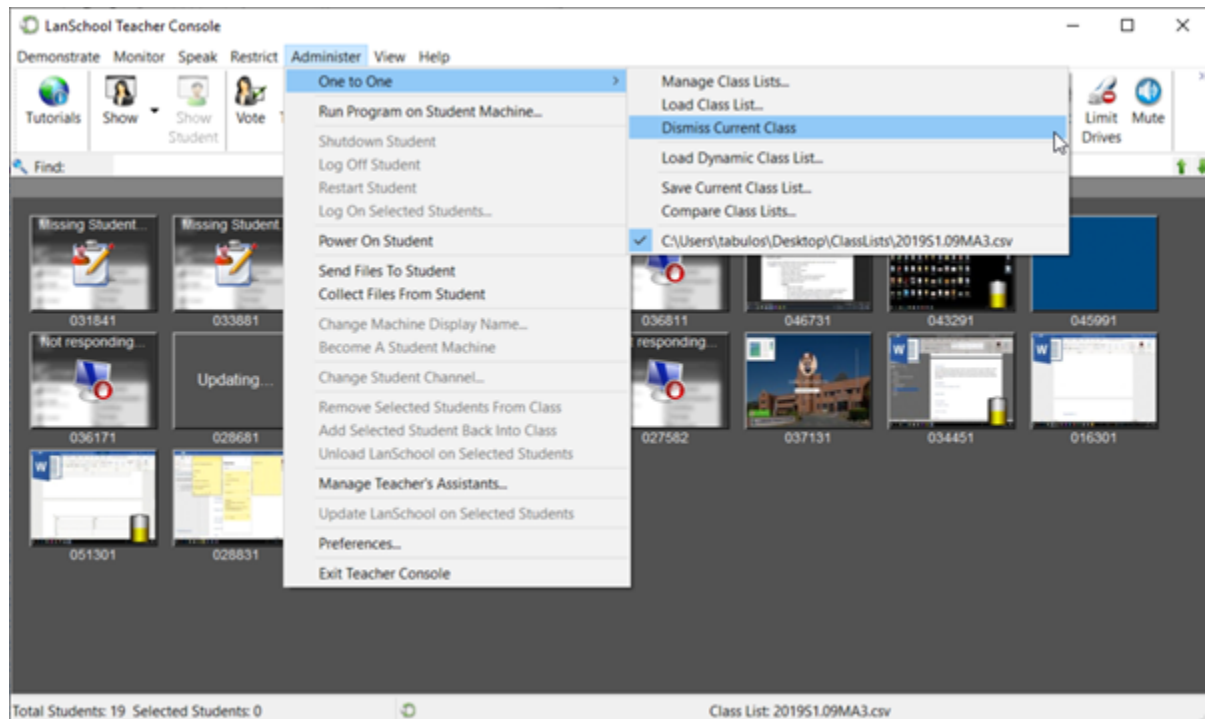 LanSchool Teacher Console
Demonstrate Monitor Speak Restrict Administer View Help
Tutorials Show Show Student Vote Limit Drives Mute
Find:
One to One
Run Program on Student Machine...
Shutdown Student
Log Off Student
Restart Student
Log On Selected Students...
Power On Student
Send Files To Student
Collect Files From Student
Change Machine Display Name...
Become A Student Machine
Change Student Channel...
Remove Selected Students From Class
Add Selected Student Back Into Class
Unload LanSchool on Selected Students
Manage Teacher's Assistants...
Update LanSchool on Selected Students
Preferences...
Exit Teacher Console
Manage Class Lists...
Load Class List...
Dismiss Current Class
Load Dynamic Class List...
Save Current Class List...
Compare Class Lists...
C:\Users\tabulos\Desktop\ClassLists\2019S1.09MA3.csv
Missing Student... Missing Student
031841 033881 036811 046731 043291 045991
Not responding... Updating... responding...
036171 028681 027582 037131 034451 016301
051301 028831
Total Students: 19 Selected Students: 0 Class List: 2019S1.09MA3.csv